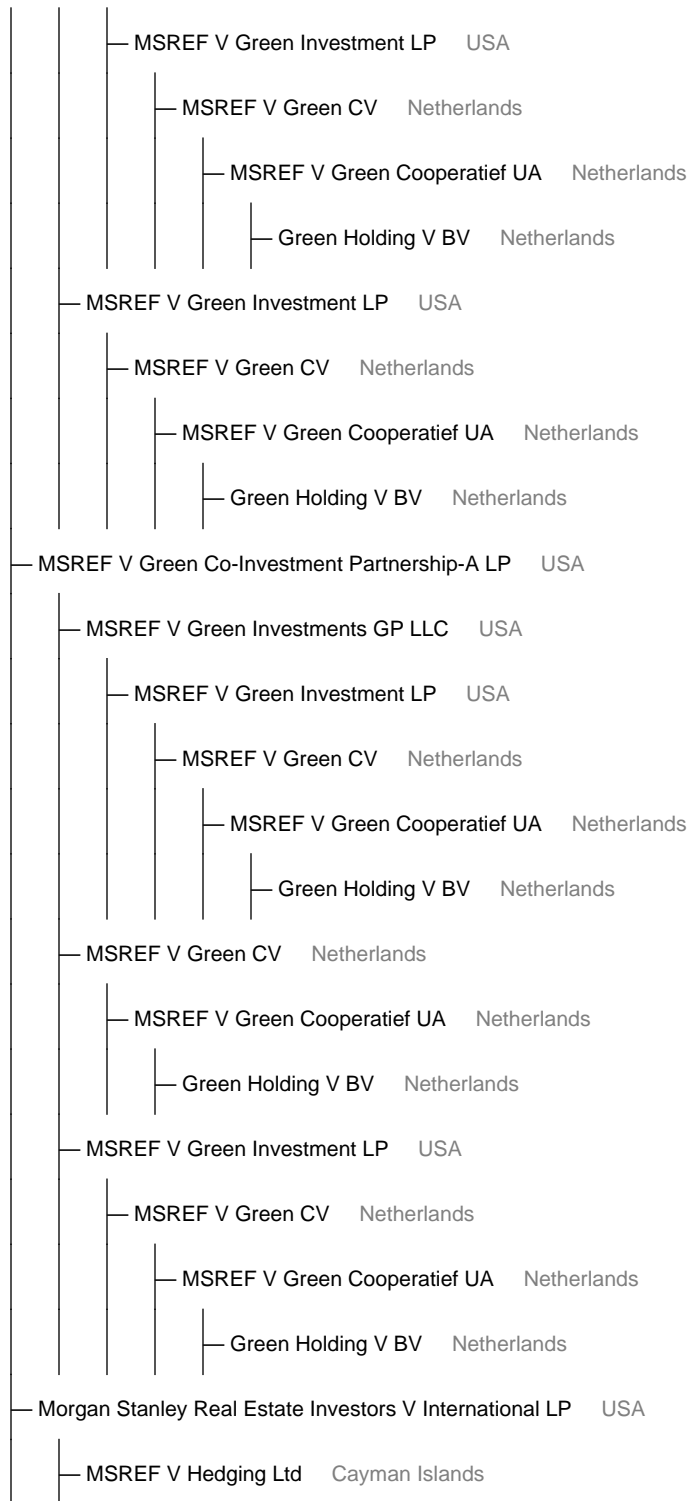 MSREF V Green Investment LP USA
MSREF V Green CV Netherlands
MSREF V Green Cooperatief UA Netherlands
Green Holding V BV Netherlands
MSREF V Green Investment LP USA
MSREF V Green CV Netherlands
MSREF V Green Cooperatief UA Netherlands
Green Holding V BV Netherlands
MSREF V Green Co-Investment Partnership-A LP USA
MSREF V Green Investments GP LLC USA
MSREF V Green Investment LP USA
MSREF V Green CV Netherlands
MSREF V Green Cooperatief UA Netherlands
Green Holding V BV Netherlands
MSREF V Green CV Netherlands
MSREF V Green Cooperatief UA Netherlands
Green Holding V BV Netherlands
MSREF V Green Investment LP USA
MSREF V Green CV Netherlands
MSREF V Green Cooperatief UA Netherlands
Green Holding V BV Netherlands
Morgan Stanley Real Estate Investors V International LP USA
MSREF V Hedging Ltd Cayman Islands